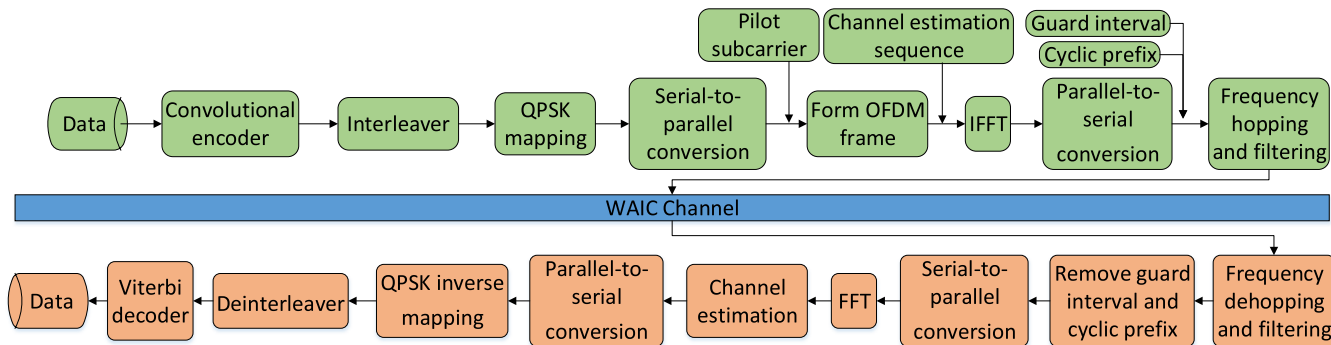 Pilot
subcarrier
Channel estimation
sequence
Guard interval
Cyclic prefix
Data
Convolutional
encoder
Interleaver
QPSK
mapping
Serial-to-
parallel
conversion
Form OFDM
frame
IFFT
Parallel-to-
serial
conversion
Frequency
hopping
and filtering
WAIC Channel
Data
Viterbi
decoder
Deinterleaver
QPSK inverse
mapping
Parallel-to-
serial
conversion
Channel
estimation
FFT
Serial-to-
parallel
conversion
Remove guard
interval and
cyclic prefix
Frequency
dehopping
and filtering